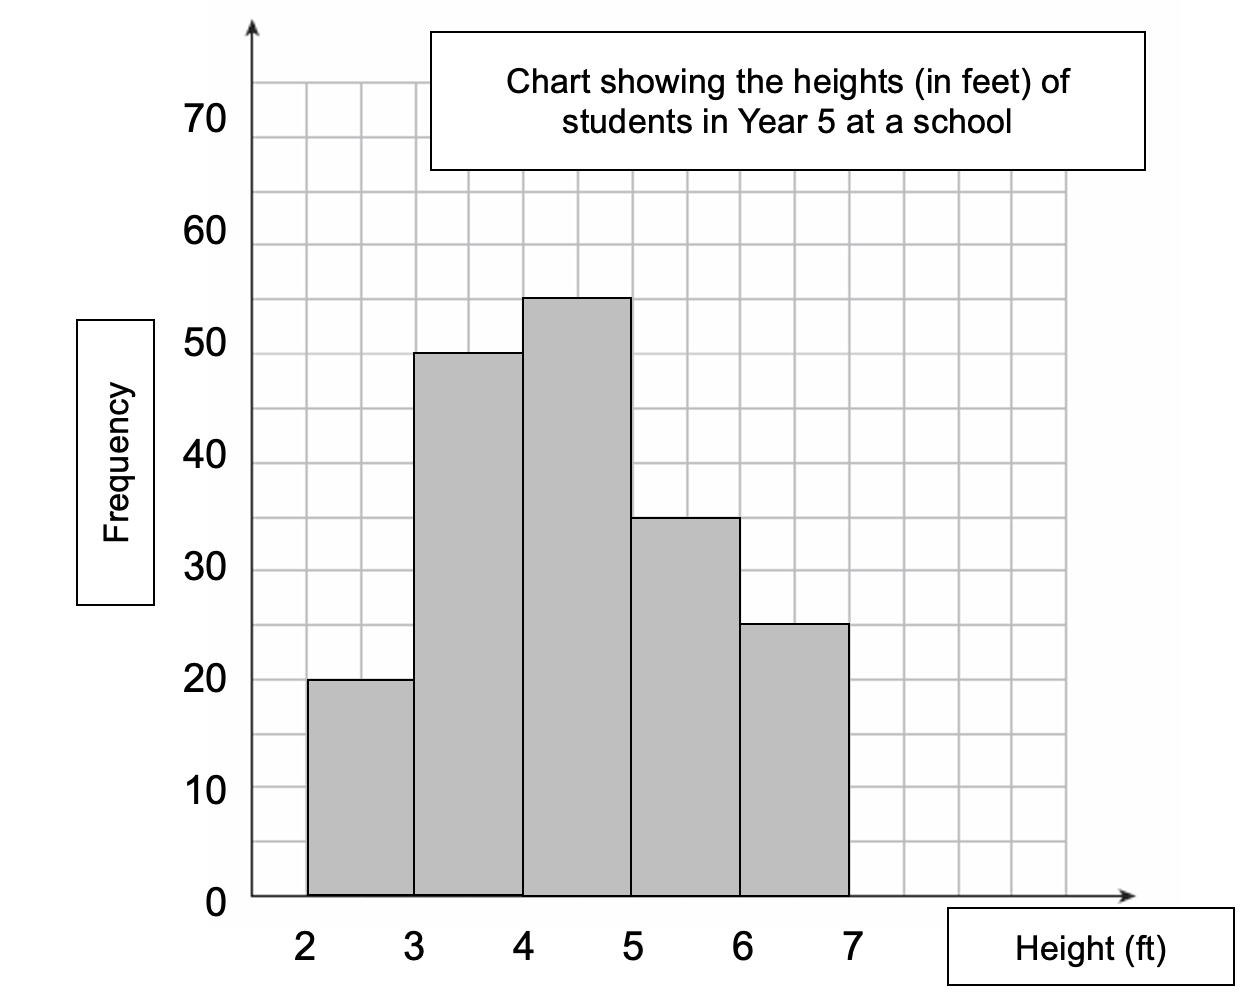 Chart showing the heights (in feet) of
students in Year 5 at a school
70
60
50
40
30
20
10
0
Frequency
2 3 4 5 6 7
Height (ft)